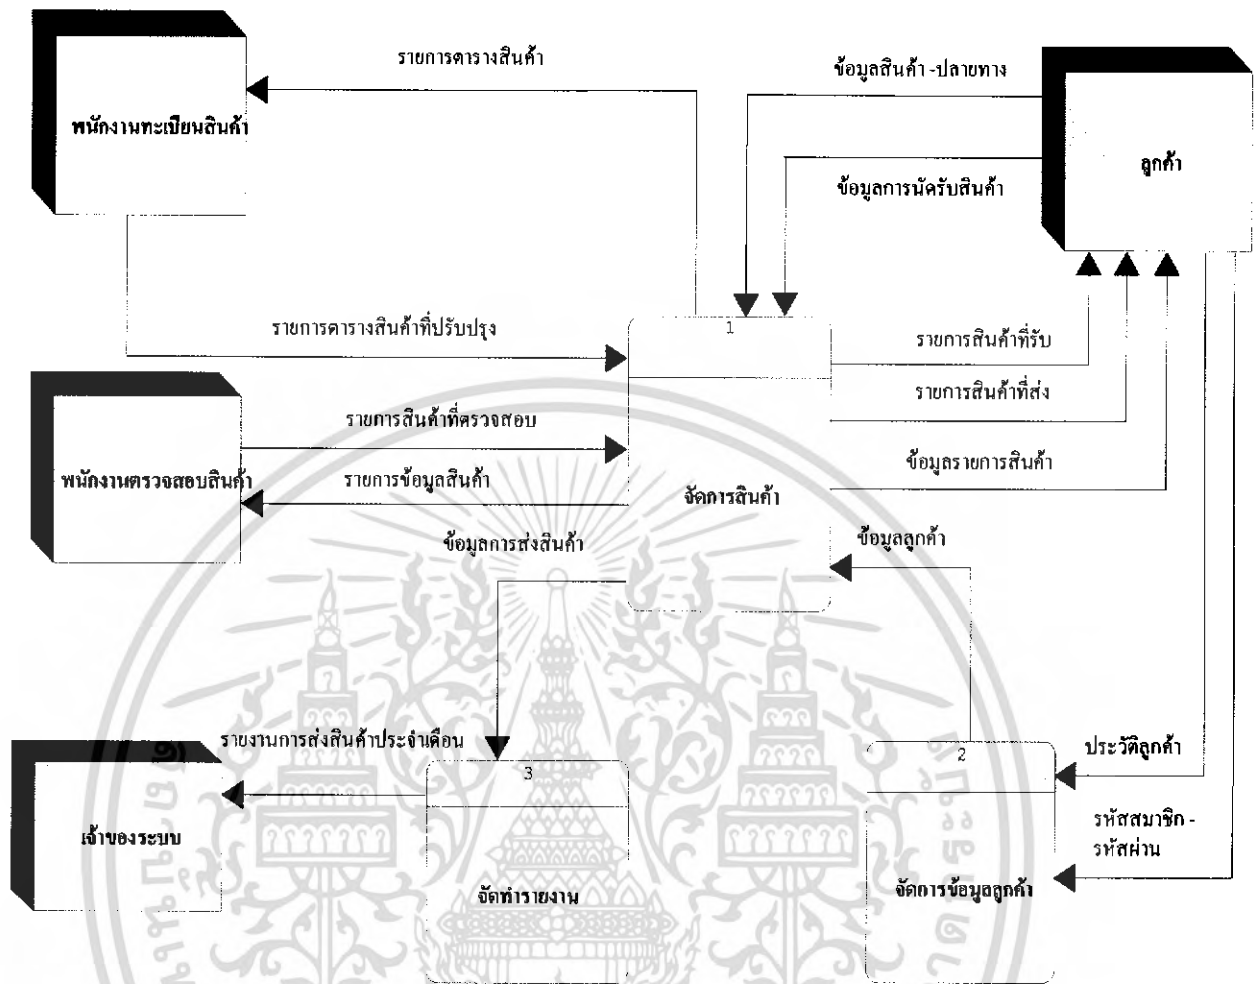 รายการตารางสินค้า
ข้อมูลสินค้า -ปลายทาง
พนักงานทะเบียนสินค้า
ลูกค้า
ข้อมูลการนัดรับสินค้า
รายการตารางสินค้าที่ปรับปรุง
1
รายการสินค้าที่รับ
รายการสินค้าที่ส่ง
รายการสินค้าที่ตรวจสอบ
ข้อมูลรายการสินค้า
พนักงานตรวจสอบสินค้า
รายการข้อมูลสินค้า
จัดการสินค้า
ข้อมูลการส่งสินค้า
ข้อมูลลูกค้า
รายงานการส่งสินค้าประจำเดือน
2
ประวัติลูกค้า
3
รหัสสมาชิก -
รหัสผ่าน
เจ้าของระบบ
จัดทำรายงาน
จัดการข้อมูลลูกค้า